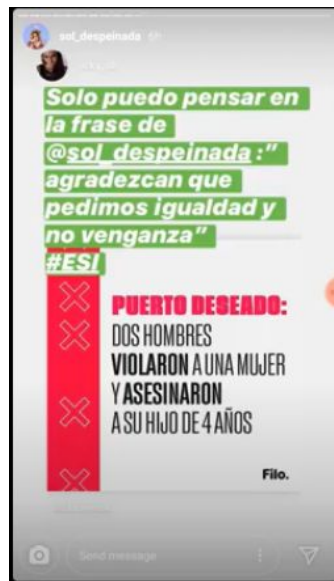 sol_despeinada 6h
Solo puedo pensar en
la frase de
@sol_despeinada :”
agradezcan que
pedimos igualdad y
no venganza”
#ESI
PUERTO DESEADO:
DOS HOMBRES
VIOLARON A UNA MUJER
Y ASESINARON
A SU HIJO DE 4 AÑOS
Filo.
Send message